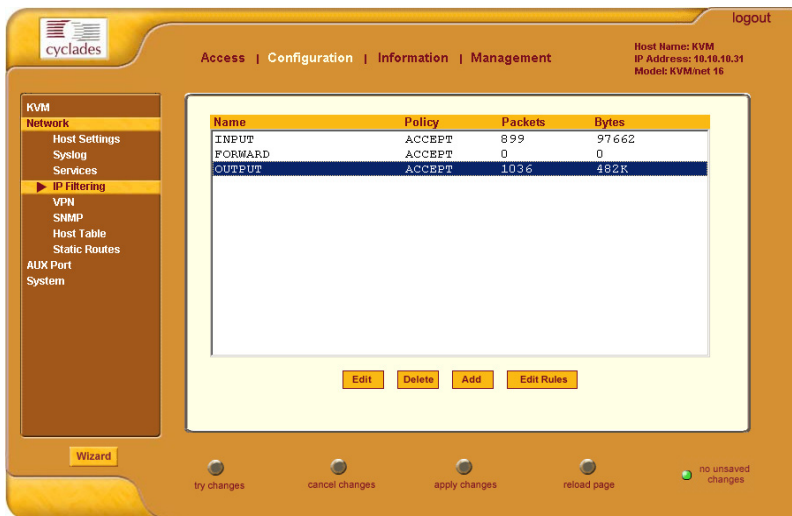 logout
cyclades
Access | Configuration | Information | Management
Host Name: KVM
IP Address: 10.10.10.31
Model: KVM/net 16
KVM
Network
Host Settings
Syslog
Services
IP Filtering
VPN
SNMP
Host Table
Static Routes
AUX Port
System
Name Policy Packets Bytes
INPUT ACCEPT 899 97662
FORWARD ACCEPT 0 0
OUTPUT ACCEPT 1036 482K
Edit Delete Add Edit Rules
Wizard
try changes cancel changes apply changes reload page no unsaved changes